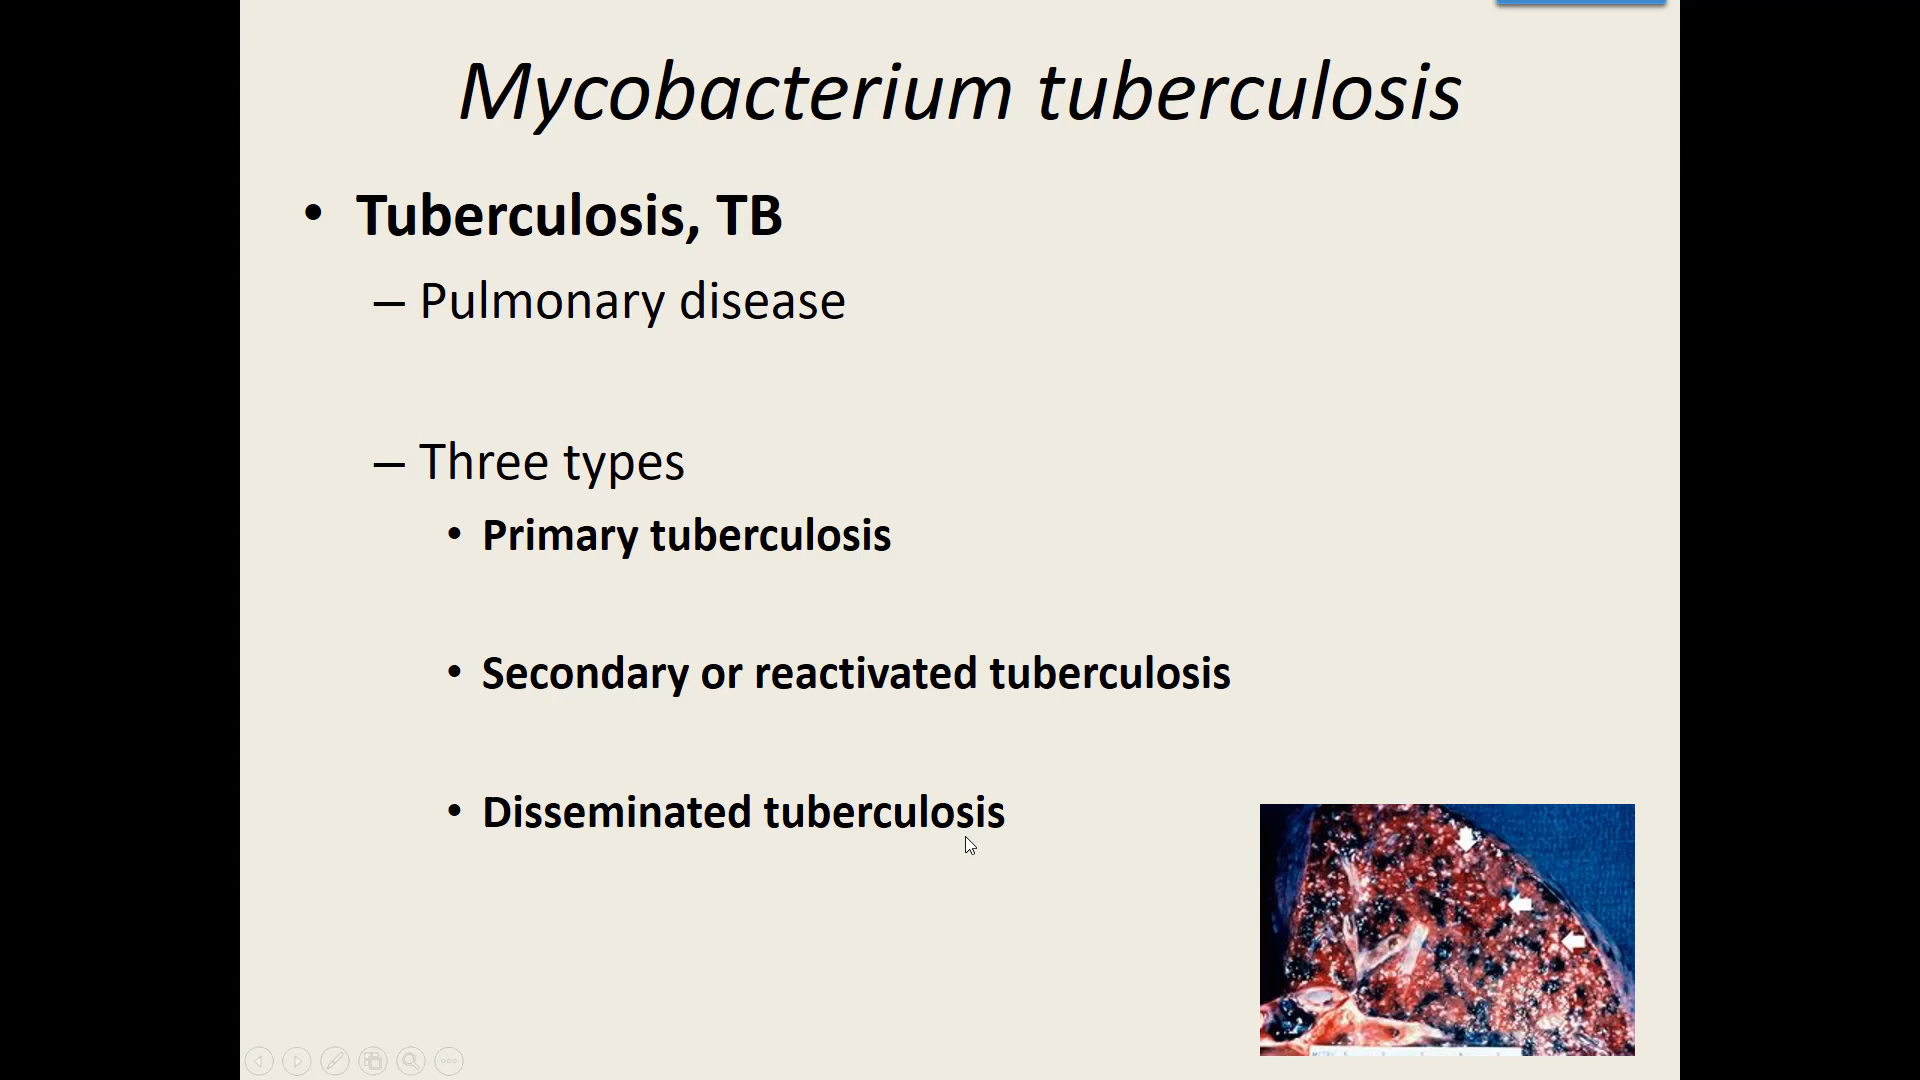 Mycobacterium tuberculosis
• Tuberculosis, TB
– Pulmonary disease
– Three types
• Primary tuberculosis
• Secondary or reactivated tuberculosis
• Disseminated tuberculosis